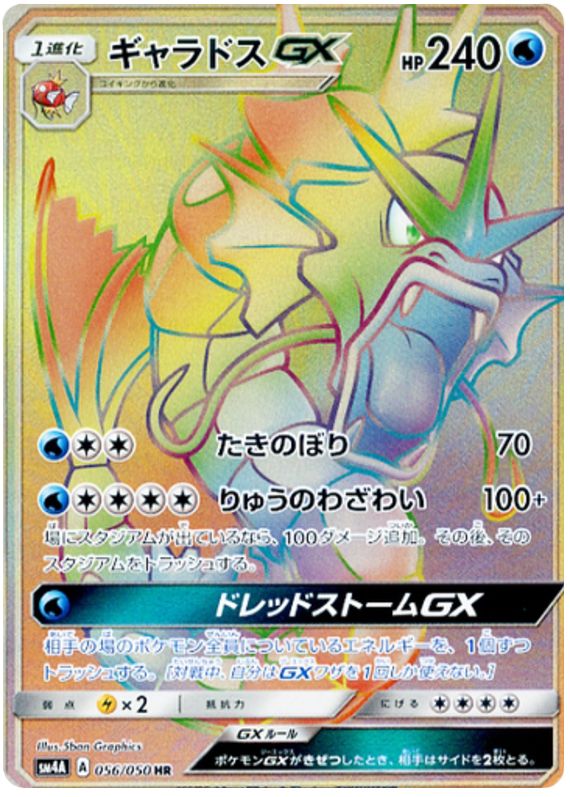 1進化 ギャラドスGX HP240
コイキングから進化
たきのぼり 70
りゅうのわざわい 100+
場にスタジアムが出ているなら、100ダメージ追加。その後、その
スタジアムをトラッシュする。
ドレッドストームGX
相手の場のポケモン全員についているエネルギーを、1個ずつ
トラッシュする。[対戦中、自分はGXワザを1回しか使えない。]
弱点 ×2 抵抗力 にげる
GXルール
Illus.5ban Graphics
ポケモンGXがきぜつしたとき、相手はサイドを2枚とる。
SM4A A 056/050 HR